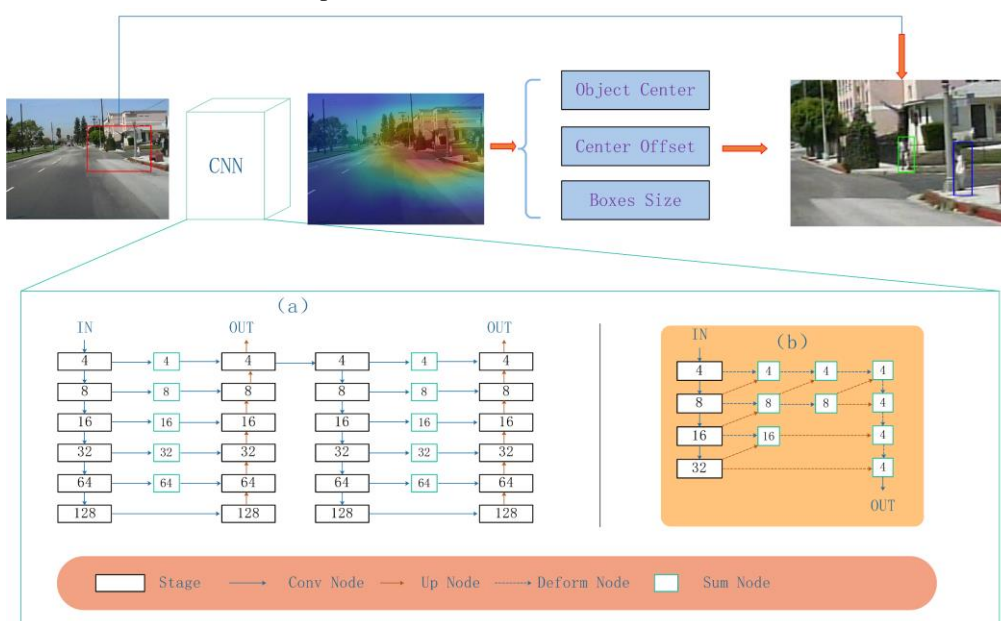 CNN
Object Center
Center Offset
Boxes Size
(a)
IN OUT OUT
4 4 4 4 4 4
8 8 8 8 8 8
16 16 16 16 16 16
32 32 32 32 32 32
64 64 64 64 64 64
128 128 128 128
(b)
IN
4 4 4 4
8 8 8 4
16 16 4
32 4
OUT
Stage Conv Node Up Node Deform Node Sum Node